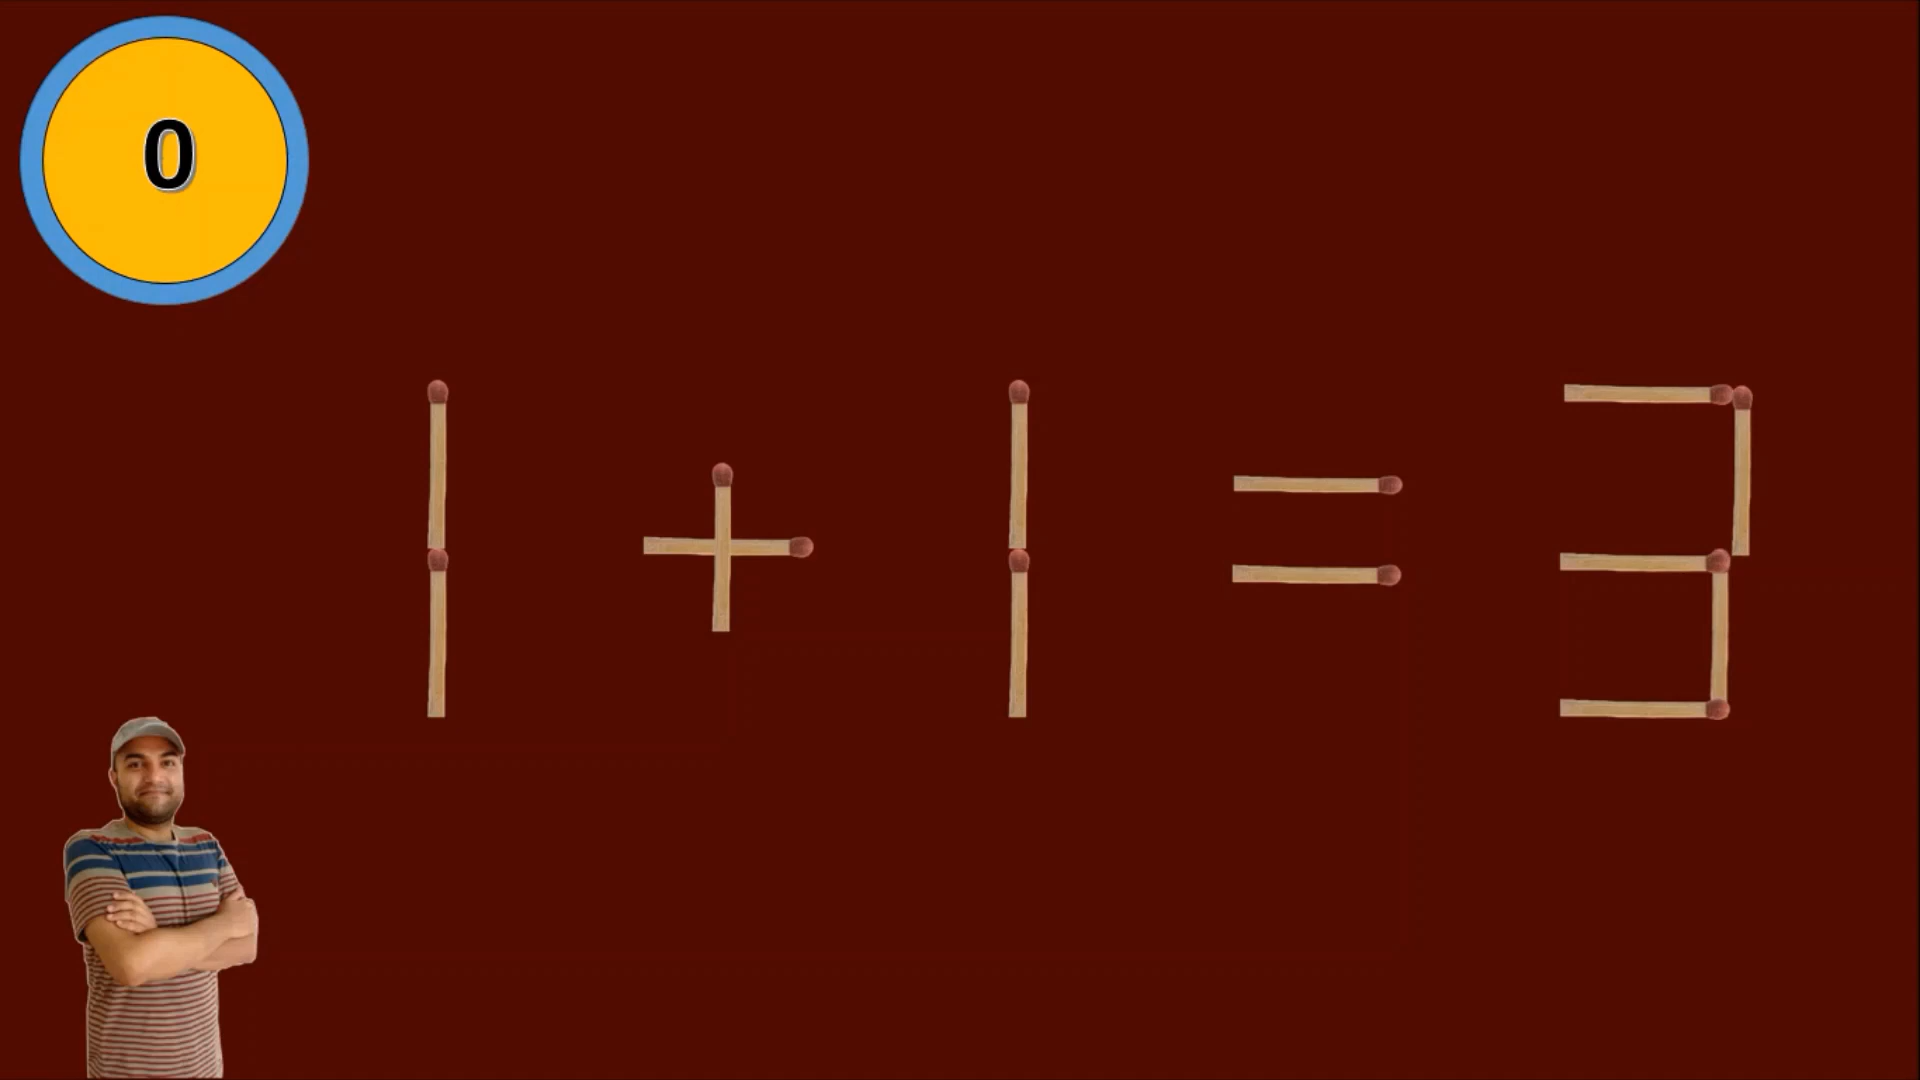 0
1 + 1 = 3